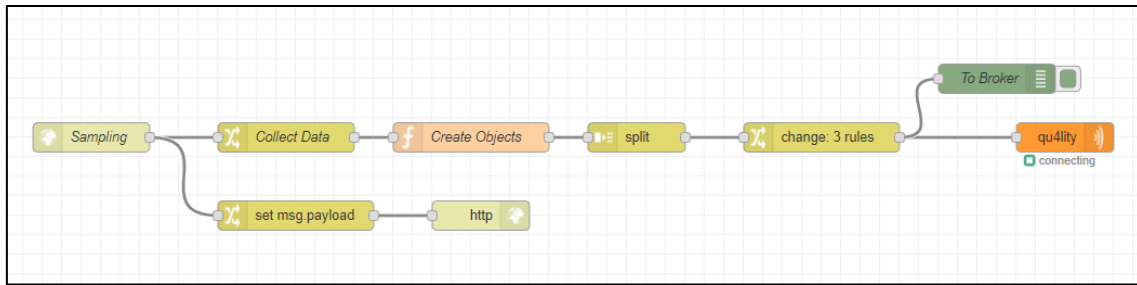 To Broker
Sampling
Collect Data
Create Objects
split
change: 3 rules
qu4lity
connecting
set msg.payload
http